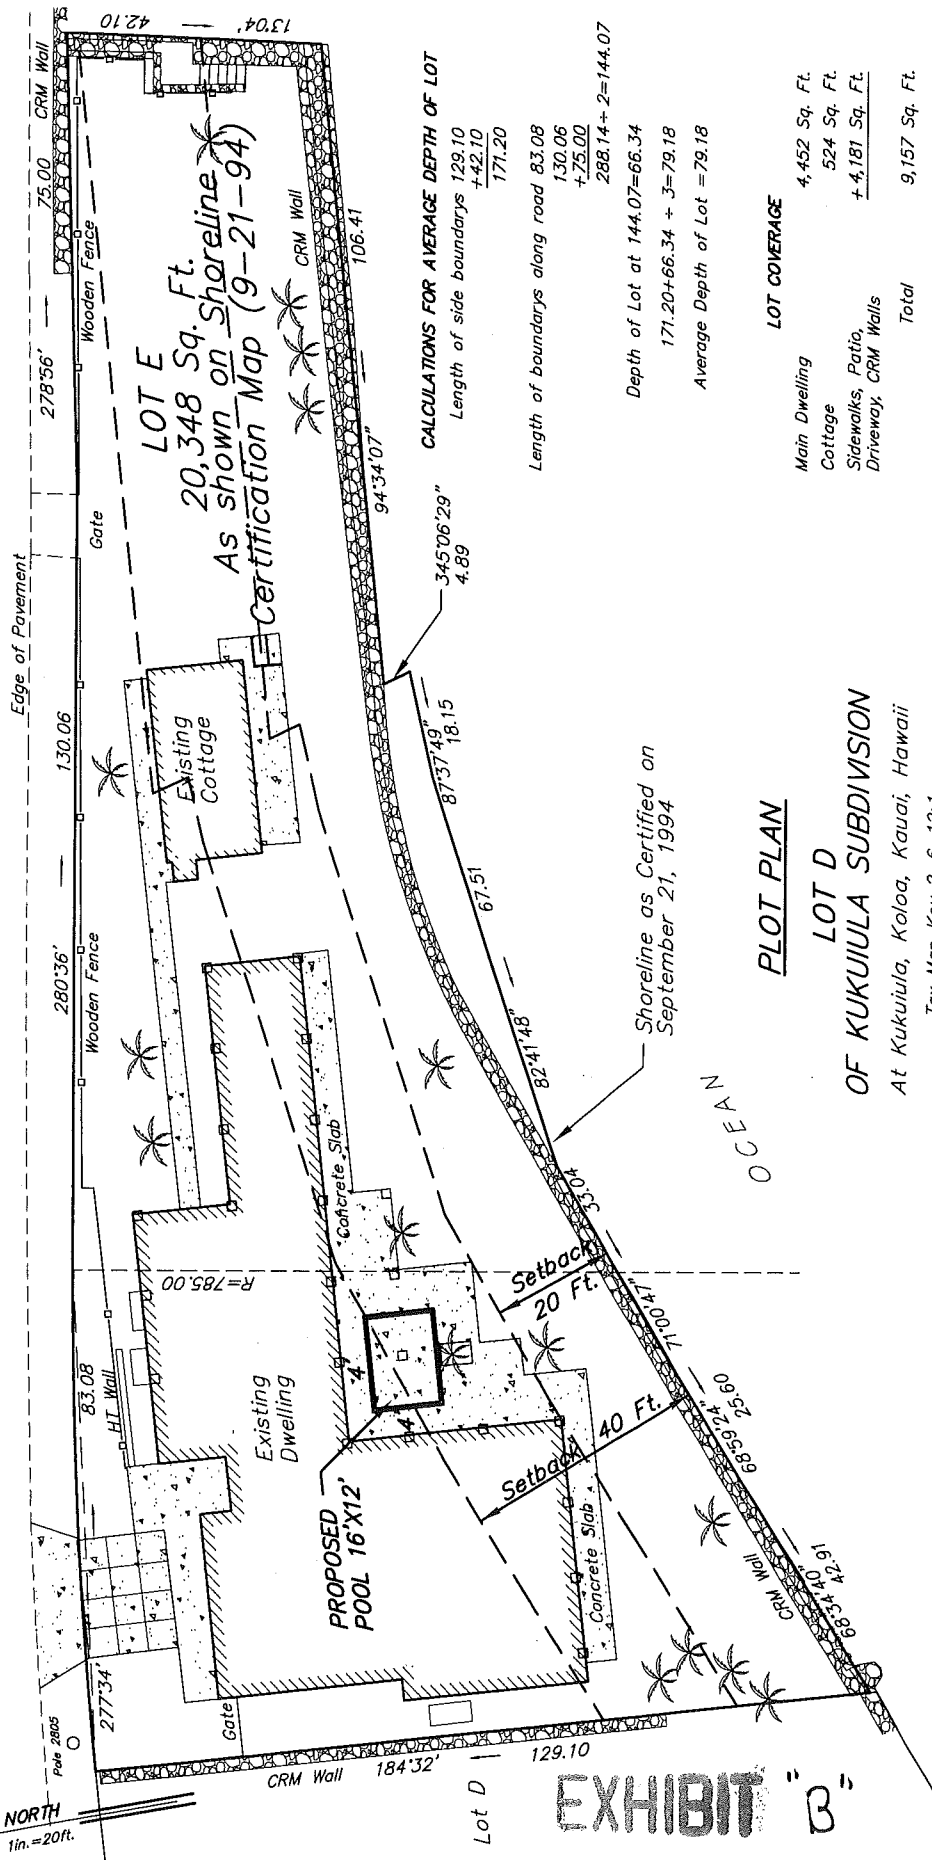 Edge of Pavement
278°56'
75.00
CRM Wall
42.10
13°04'
Wooden Fence
Gate
130.06
280°36'
Wooden Fence
83.08
HT Wall
R=785.00
277°34'
Pole 2805
NORTH
1in.=20ft.
LOT E
20,348 Sq. Ft.
As shown on Shoreline
Certification Map (9-21-94)
CRM Wall
106.41
94°34'07"
345°06'29"
4.89
87°37'49"
18.15
67.51
82°41'48"
Shoreline as Certified on
September 21, 1994
33.04
71°00'47"
68°59'24"
25.60
68°34'40"
42.91
CRM Wall
Existing
Cottage
Concrete Slab
Existing
Dwelling
4'
4'
PROPOSED
POOL 16'X12'
Setback
20 Ft.
Setback 40 Ft.
Concrete Slab
Gate
CRM Wall
184°32'
129.10
Lot D
OCEAN
CALCULATIONS FOR AVERAGE DEPTH OF LOT
Length of side boundarys 129.10
+42.10
171.20
Length of boundarys along road 83.08
130.06
+75.00
288.14÷2=144.07
Depth of Lot at 144.07=66.34
171.20+66.34 ÷ 3=79.18
Average Depth of Lot =79.18
LOT COVERAGE
Main Dwelling 4,452 Sq. Ft.
Cottage 524 Sq. Ft.
Sidewalks, Patio,
Driveway, CRM Walls +4,181 Sq. Ft.
Total 9,157 Sq. Ft.
PLOT PLAN
LOT D
OF KUKUIULA SUBDIVISION
At Kukuiula, Koloa, Kauai, Hawaii
EXHIBIT "B"